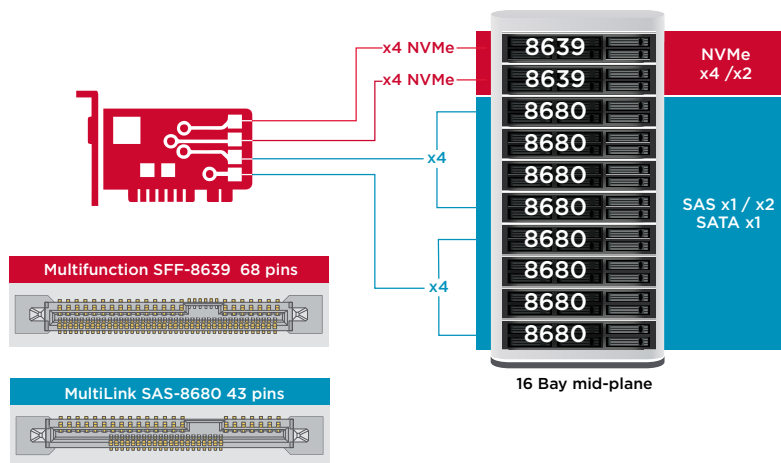 x4 NVMe
x4 NVMe
x4
x4
8639
8639
8680
8680
8680
8680
8680
8680
8680
8680
NVMe
x4 /x2
SAS x1 / x2
SATA x1
16 Bay mid-plane
Multifunction SFF-8639 68 pins
MultiLink SAS-8680 43 pins